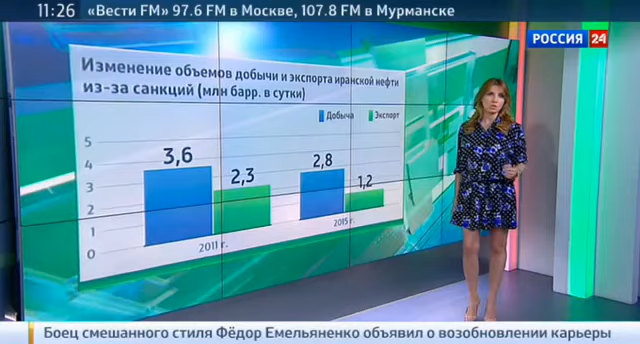 11:26 «Вести FM» 97.6 FM в Москве, 107.8 FM в Мурманске
РОССИЯ 24
Изменение объемов добычи и экспорта иранской нефти
из-за санкций (млн барр. в сутки)
Добыча Экспорт
5
4
3
2
1
0
3,6
2,3
2,8
1,2
2011 г.
2015 г.
Боец смешанного стиля Фёдор Емельяненко объявил о возобновлении карьеры